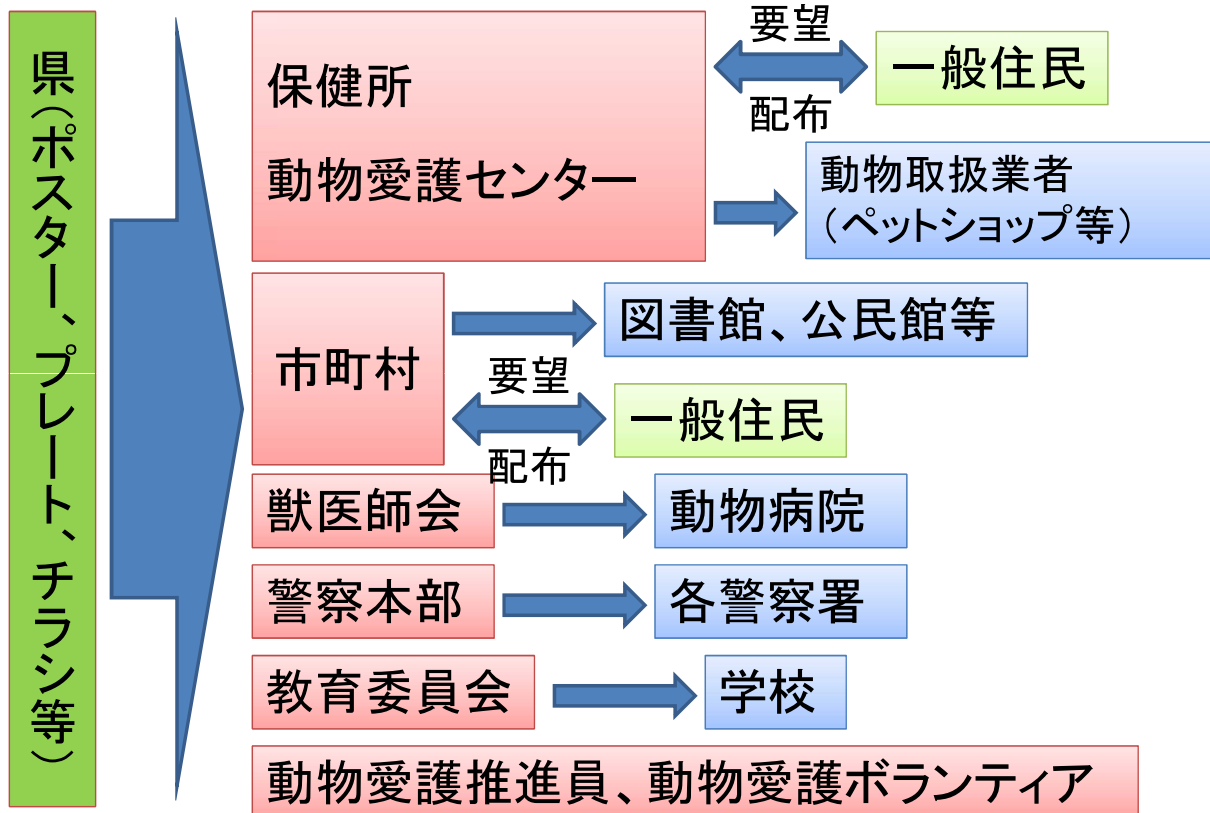 県(ポスター、プレート、チラシ等)
保健所
動物愛護センター
要望
配布
一般住民
動物取扱業者
(ペットショップ等)
市町村
図書館、公民館等
要望
配布
一般住民
獣医師会
動物病院
警察本部
各警察署
教育委員会
学校
動物愛護推進員、動物愛護ボランティア